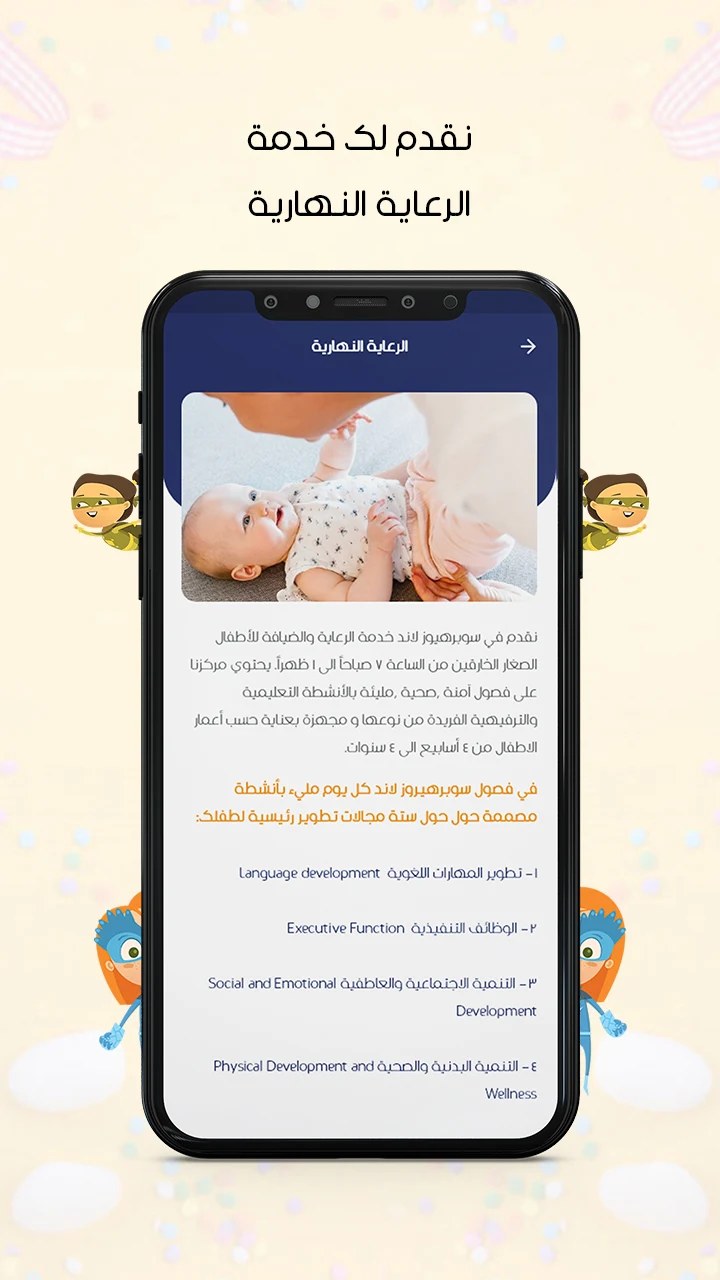 نقدم لك خدمة
الرعاية النهارية
الرعاية النهارية
نقدم في سوبرهيوز لاند خدمة الرعاية والضيافة للأطفال
الصغار الخارقين من الساعة ٧ صباحاً الى ١ ظهراً. يحتوي مركزنا
على فصول آمنة ,صحية ,مليئة بالأنشطة التعليمية
والترفيهية الفريدة من نوعها و مجهزة بعناية حسب أعمار
الاطفال من ٤ أسابيع الى ٤ سنوات.
في فصول سوبرهيروز لاند كل يوم مليء بأنشطة
مصممة حول حول ستة مجالات تطوير رئيسية لطفلك:
١- تطوير المهارات اللغوية Language development
٢- الوظائف التنفيذية Executive Function
٣- التنمية الاجتماعية والعاطفية Social and Emotional
Development
٤- التنمية البدنية والصحية Physical Development and
Wellness